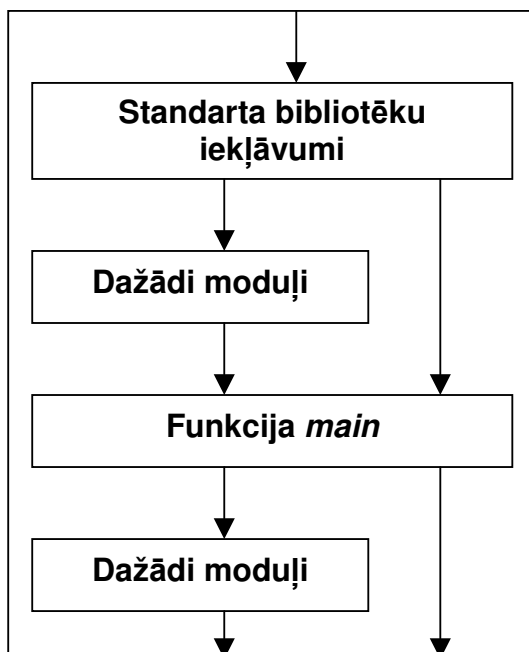 Standarta bibliotēku
iekļāvumi
Dažādi moduļi
Funkcija main
Dažādi moduļi